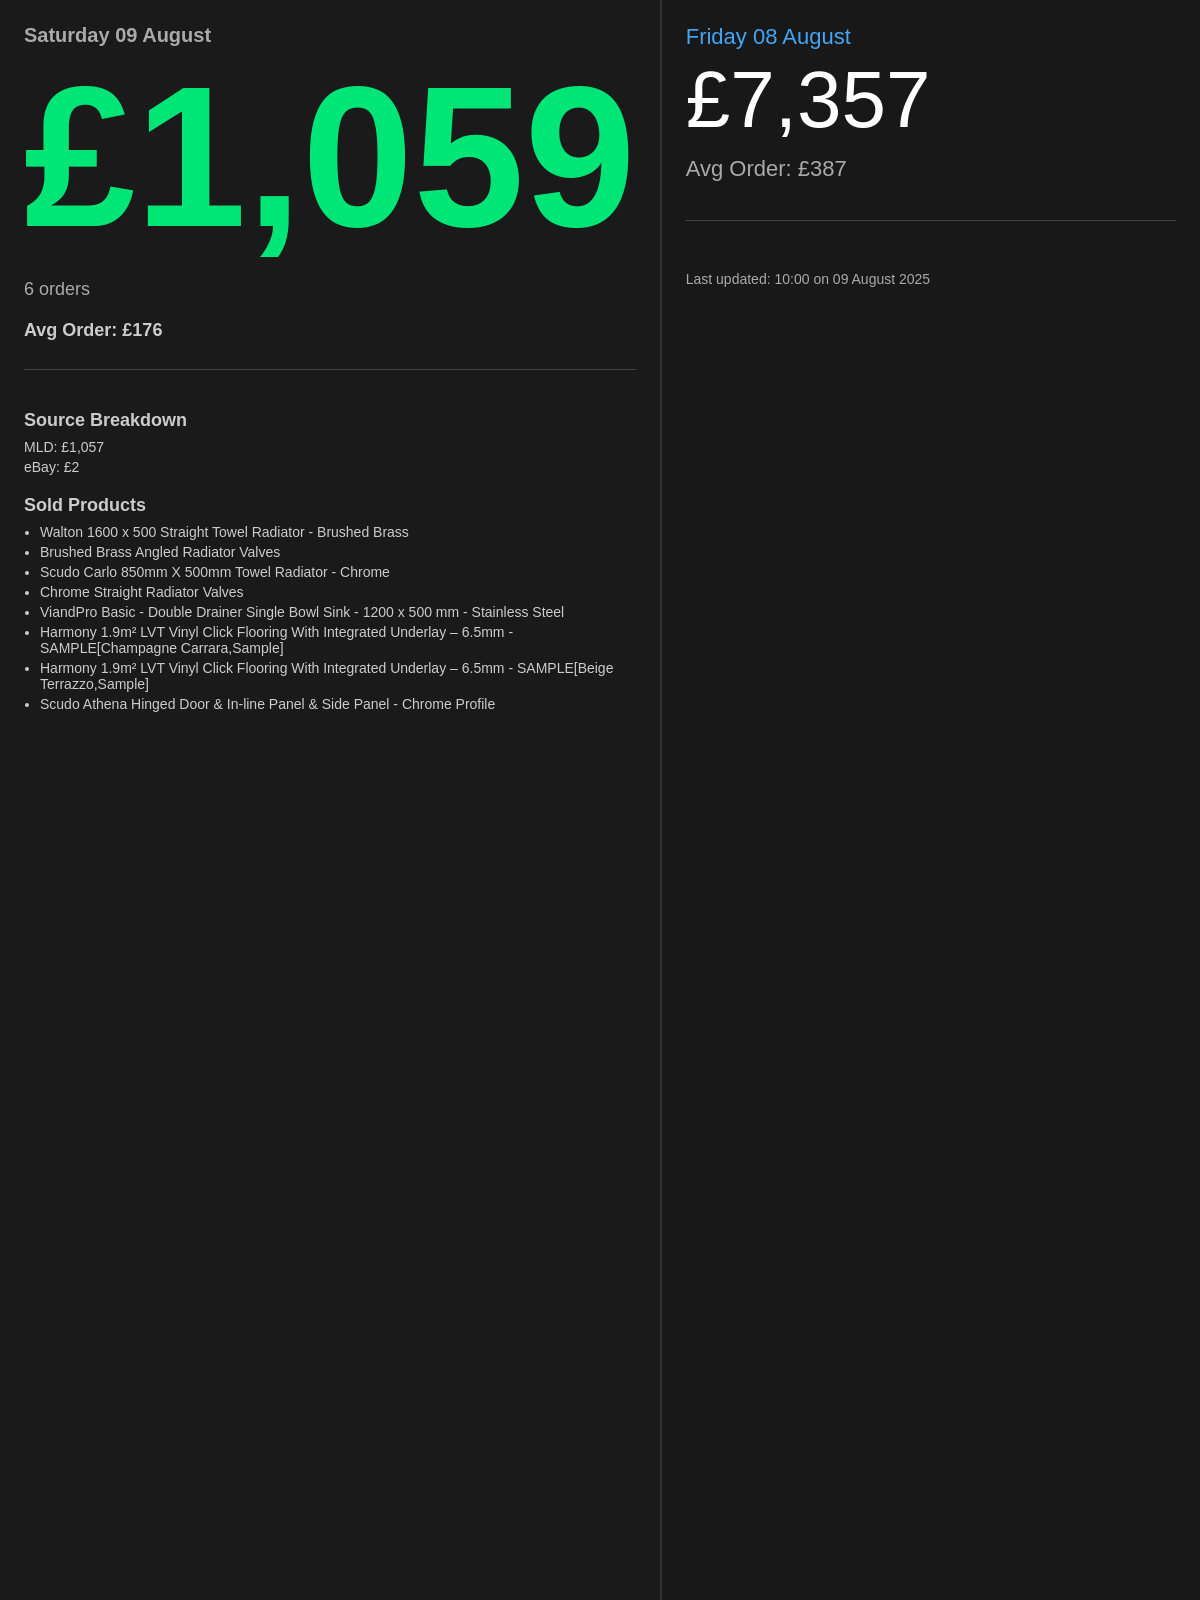 Saturday 09 August
£1,059
6 orders
Avg Order: £176
Source Breakdown
MLD: £1,057
eBay: £2
Sold Products
• Walton 1600 x 500 Straight Towel Radiator - Brushed Brass
• Brushed Brass Angled Radiator Valves
• Scudo Carlo 850mm X 500mm Towel Radiator - Chrome
• Chrome Straight Radiator Valves
• ViandPro Basic - Double Drainer Single Bowl Sink - 1200 x 500 mm - Stainless Steel
• Harmony 1.9m² LVT Vinyl Click Flooring With Integrated Underlay – 6.5mm -
SAMPLE[Champagne Carrara,Sample]
• Harmony 1.9m² LVT Vinyl Click Flooring With Integrated Underlay – 6.5mm - SAMPLE[Beige
Terrazzo,Sample]
• Scudo Athena Hinged Door & In-line Panel & Side Panel - Chrome Profile
Friday 08 August
£7,357
Avg Order: £387
Last updated: 10:00 on 09 August 2025